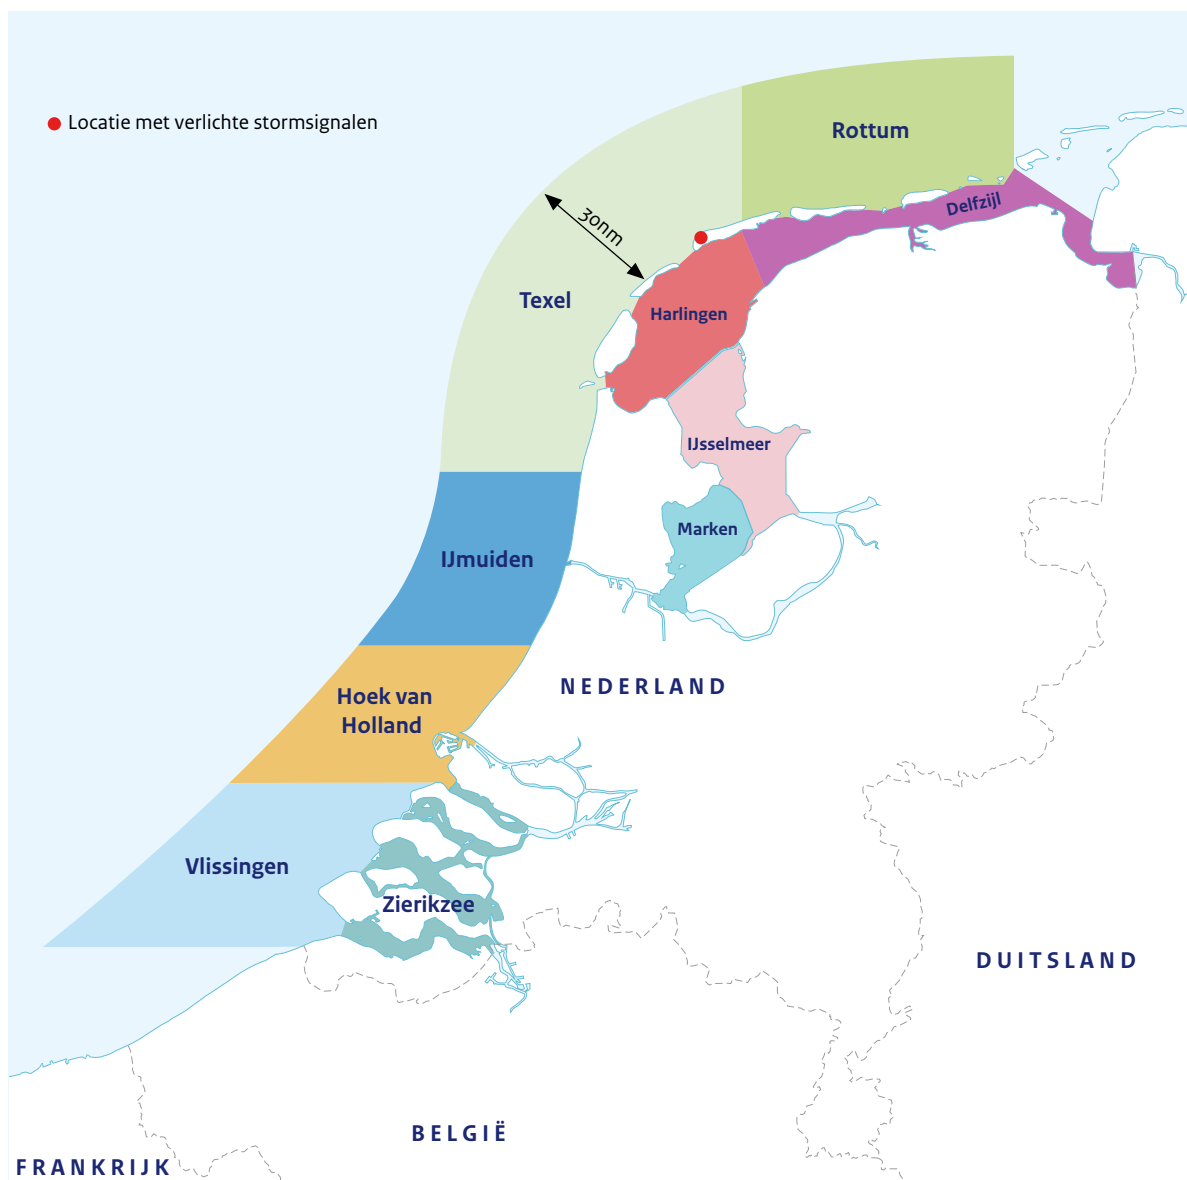 Locatie met verlichte stormsignalen
Rottum
Delfzijl
30nm
Texel
Harlingen
IJsselmeer
Marken
IJmuiden
NEDERLAND
Hoek van
Holland
Vlissingen
Zierikzee
DUITSLAND
BELGIË
FRANKRIJK